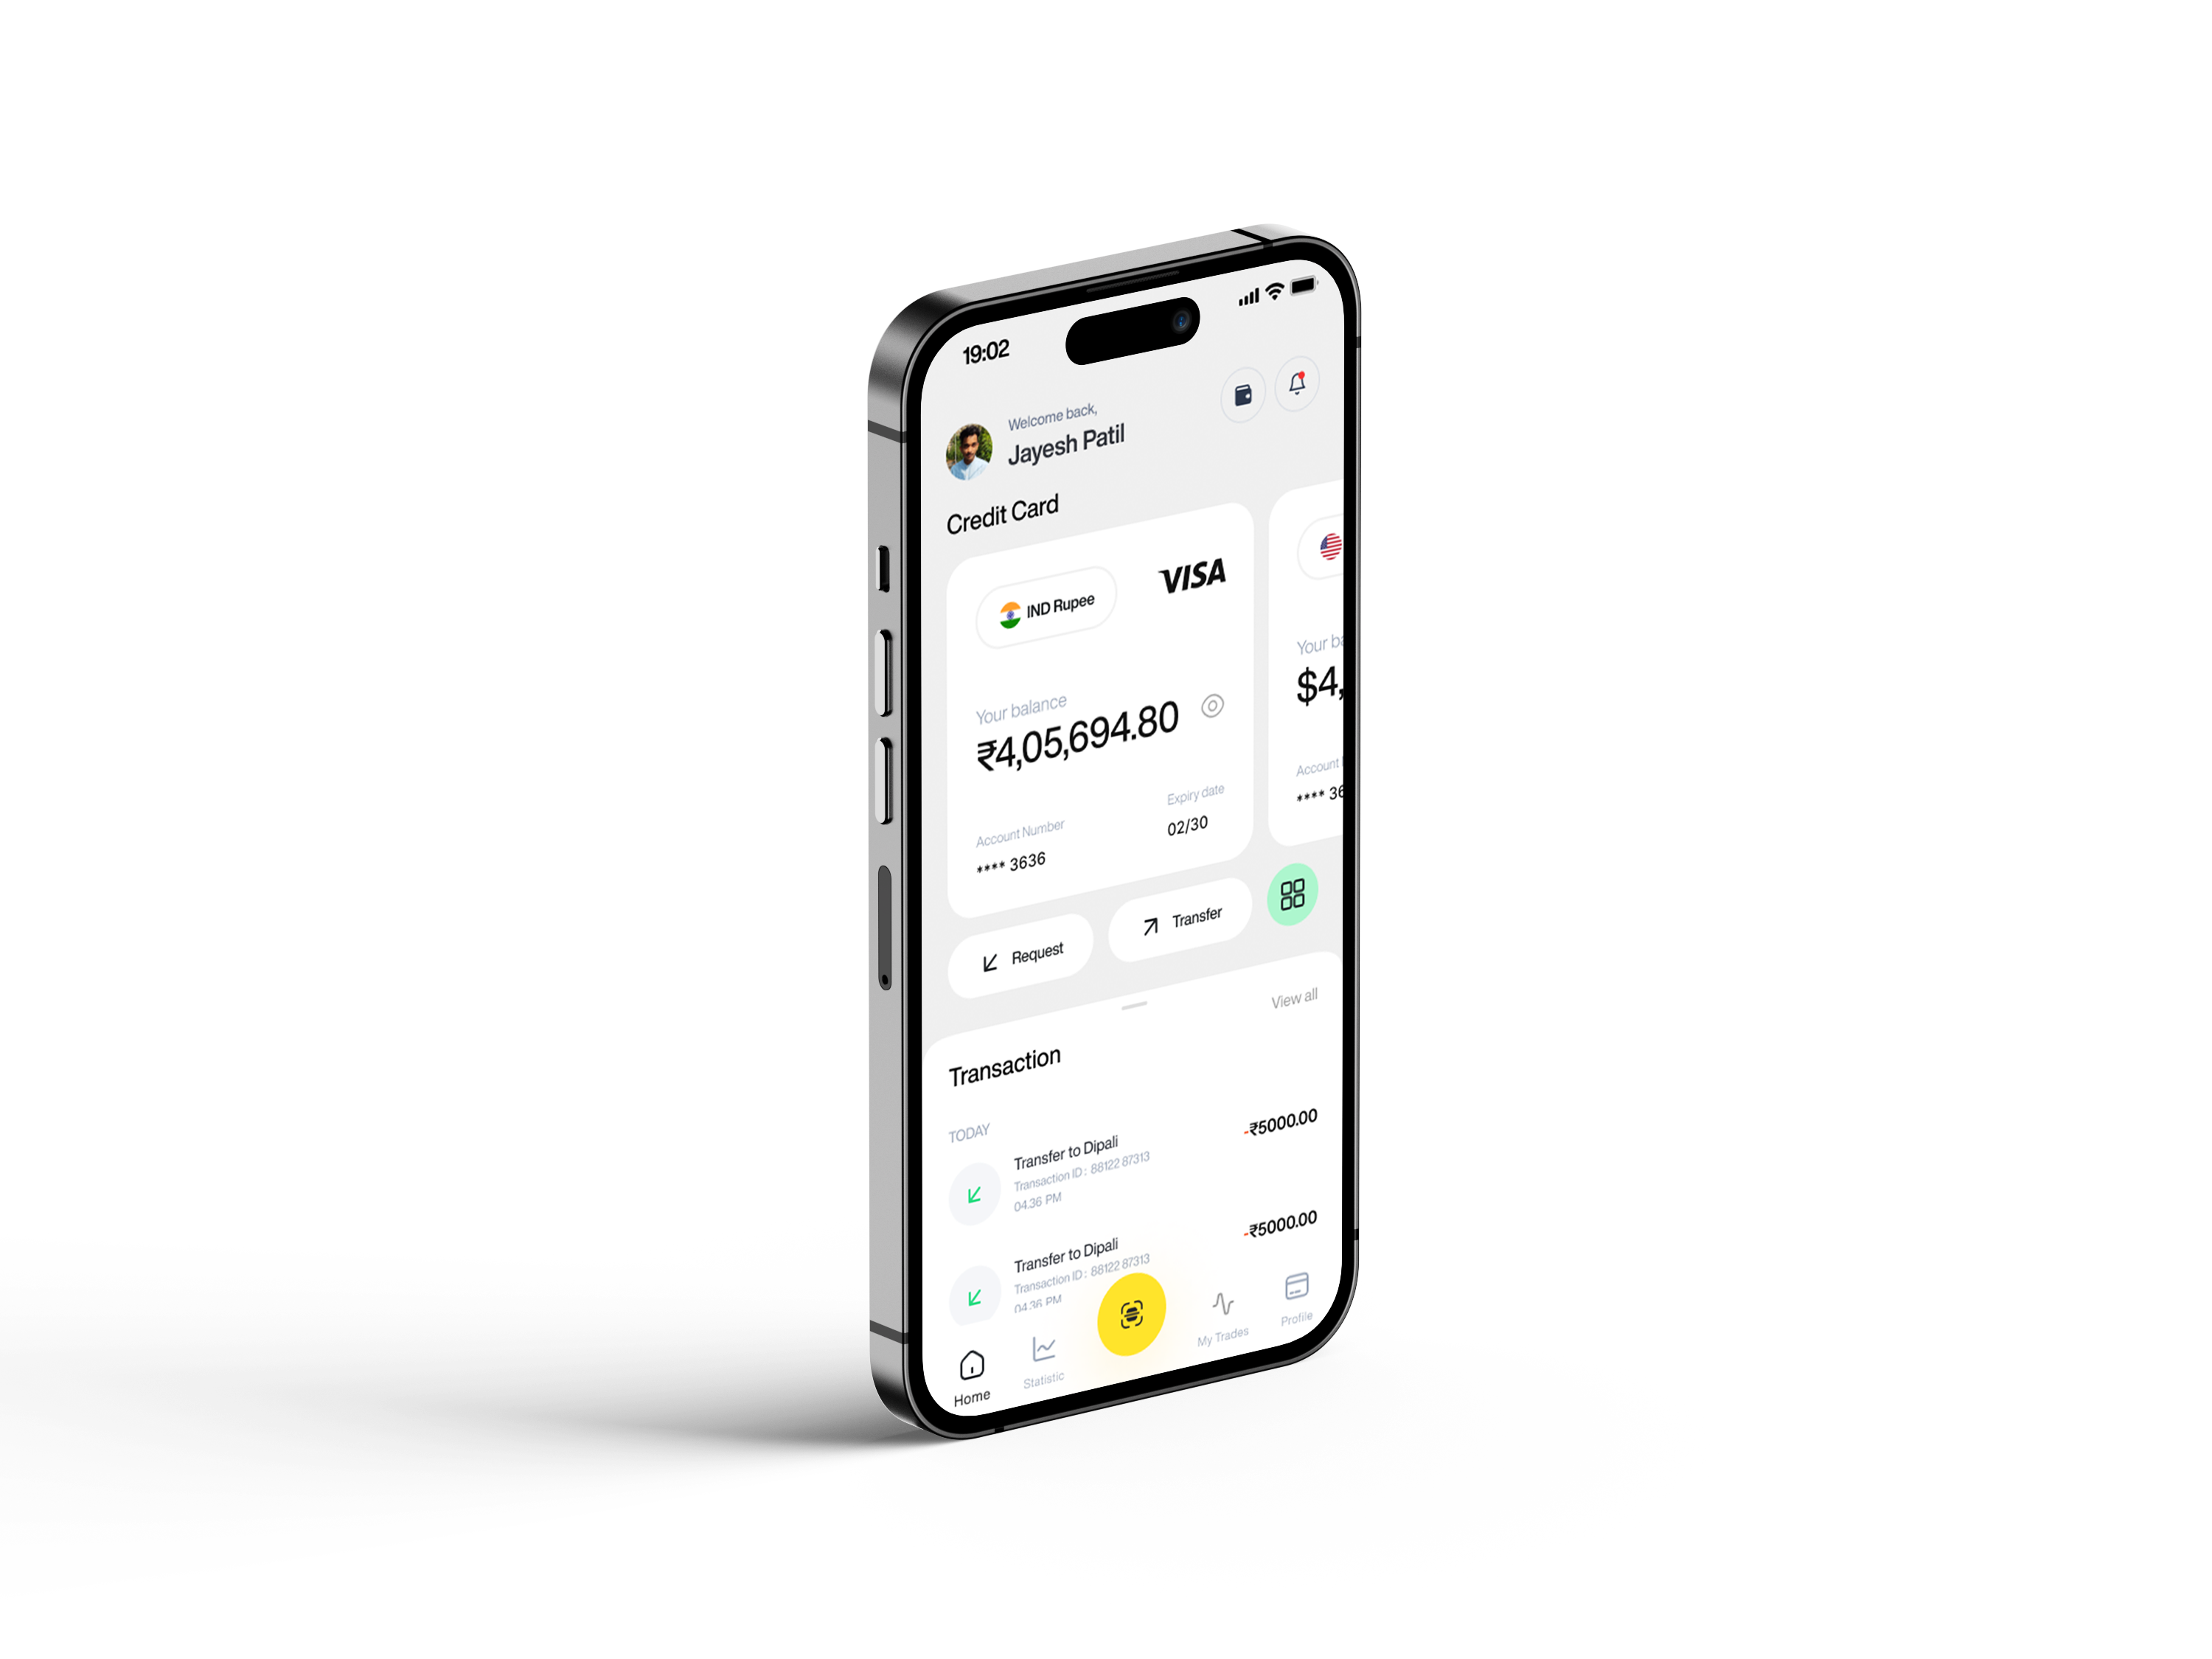 19:02
Welcome back,
Jayesh Patil
Credit Card
IND Rupee
VISA
Your balance
₹4,05,694.80
Account Number
**** 3636
Expiry date
02/30
Your ba
$4,
Account
**** 36
Request
Transfer
View all
Transaction
TODAY
Transfer to Dipali
-₹5000.00
Transaction ID : 88122 87313
04.36 PM
Transfer to Dipali
-₹5000.00
Transaction ID : 88122 87313
04.36 PM
Home
Statistic
My Trades
Profile